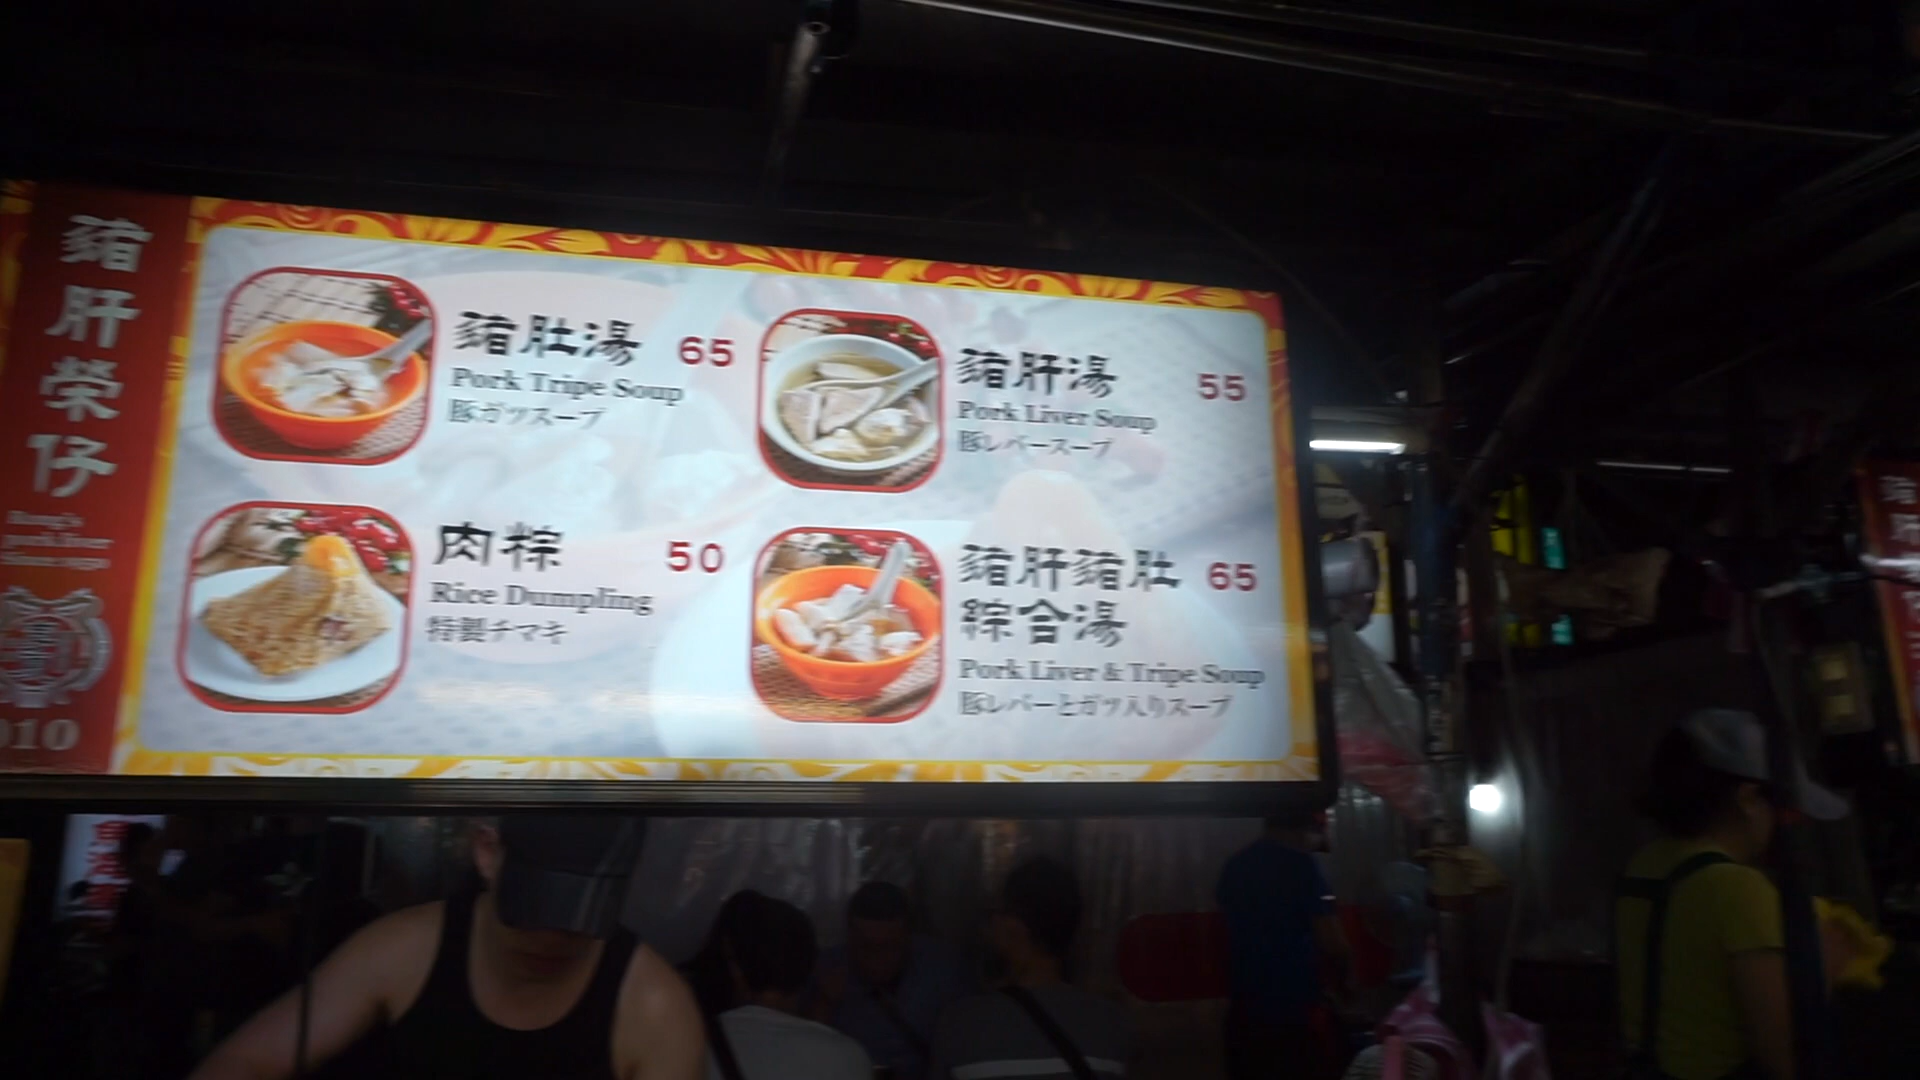 豬肝榮仔
010
豬肚湯 65
Pork Tripe Soup
豚ガツスープ
豬肝湯 55
Pork Liver Soup
豚レバースープ
肉粽 50
Rice Dumpling
特製チマキ
豬肝豬肚 65
綜合湯
Pork Liver & Tripe Soup
豚レバーとガツ入りスープ